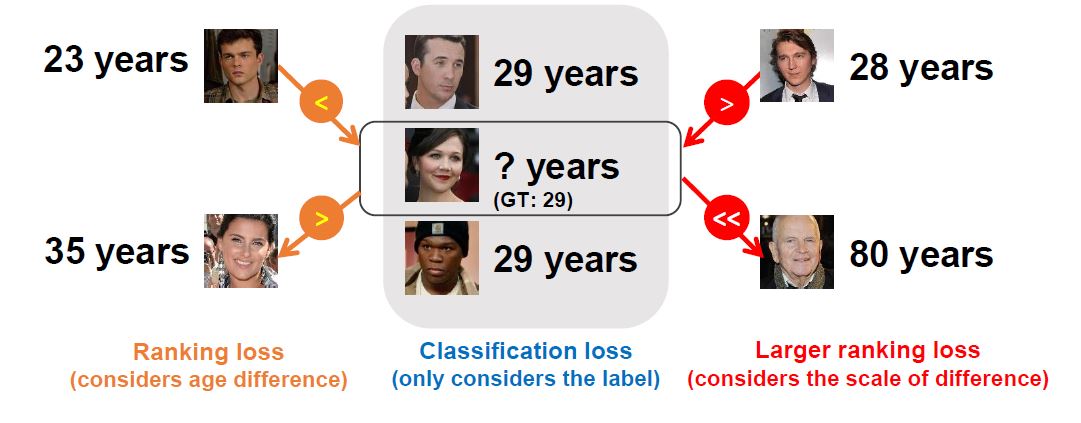 23 years
<
29 years
>
28 years
? years
(GT: 29)
35 years
>
29 years
<<
80 years
Ranking loss
(considers age difference)
Classification loss
(only considers the label)
Larger ranking loss
(considers the scale of difference)